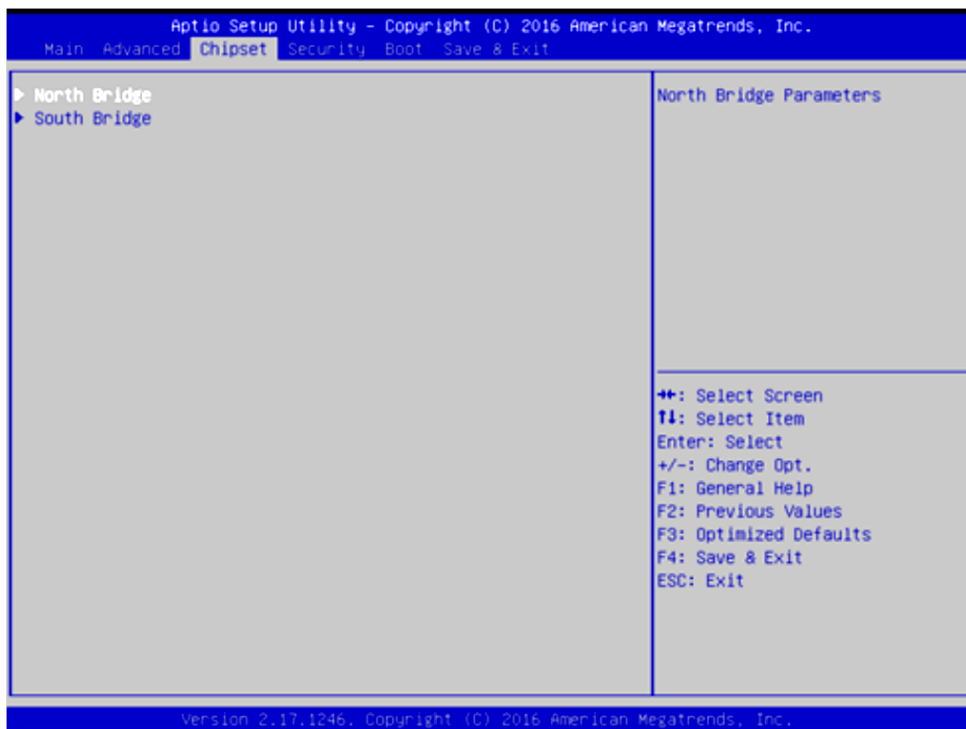 Aptio Setup Utility – Copyright (C) 2016 American Megatrends, Inc.
Main Advanced Chipset Security Boot Save & Exit
North Bridge
South Bridge
North Bridge Parameters
→←: Select Screen
↑↓: Select Item
Enter: Select
+/-: Change Opt.
F1: General Help
F2: Previous Values
F3: Optimized Defaults
F4: Save & Exit
ESC: Exit
Version 2.17.1246. Copyright (C) 2016 American Megatrends, Inc.